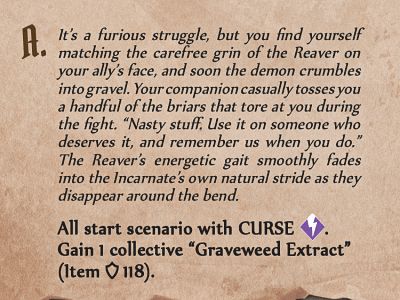 A. It's a furious struggle, but you find yourself
matching the carefree grin of the Reaver on
your ally's face, and soon the demon crumbles
into gravel. Your companion casually tosses you
a handful of the briars that tore at you during
the fight. “Nasty stuff. Use it on someone who
deserves it, and remember us when you do.”
The Reaver's energetic gait smoothly fades
into the Incarnate's own natural stride as they
disappear around the bend.
All start scenario with CURSE.
Gain 1 collective “Graveweed Extract”
(Item 118).